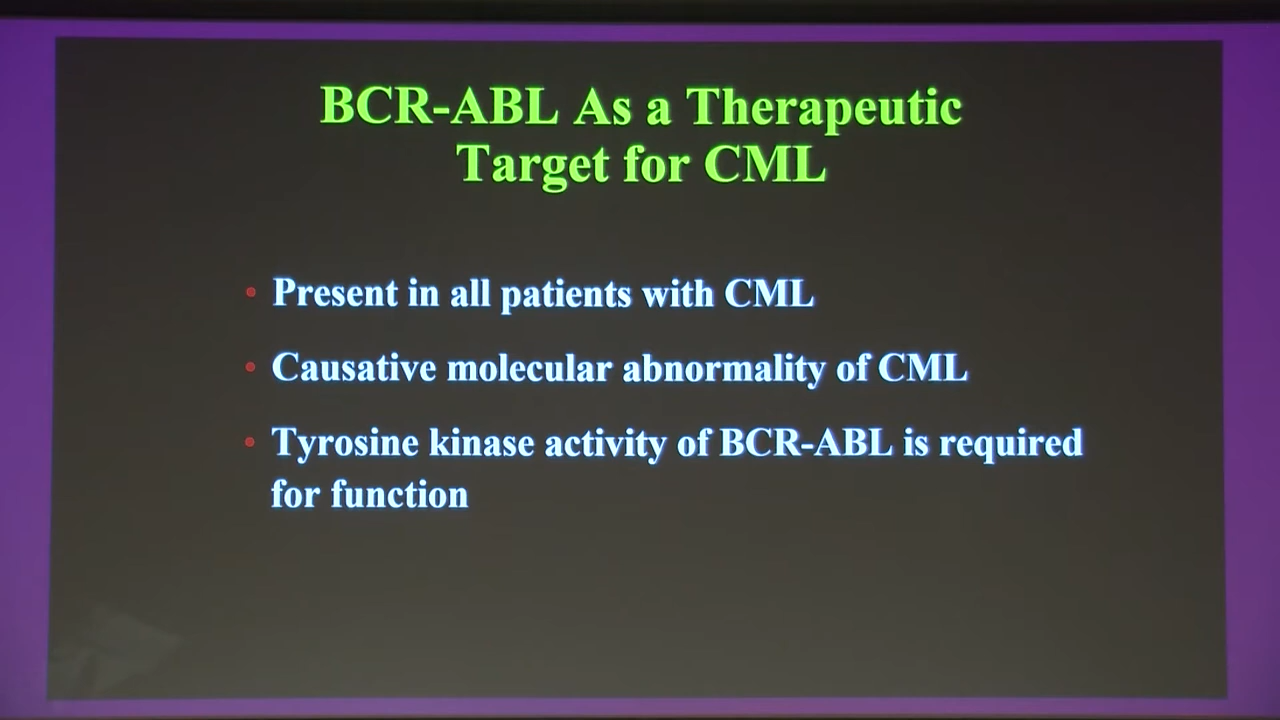 BCR-ABL As a Therapeutic
Target for CML
• Present in all patients with CML
• Causative molecular abnormality of CML
• Tyrosine kinase activity of BCR-ABL is required
for function